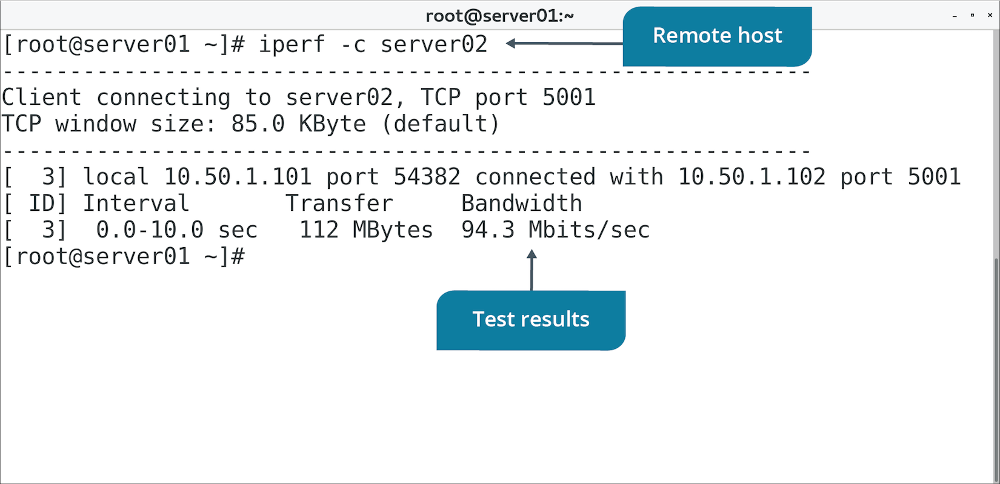 root@server01:~
[root@server01 ~]# iperf -c server02
Remote host
------------------------------------------------------------
Client connecting to server02, TCP port 5001
TCP window size: 85.0 KByte (default)
------------------------------------------------------------
[  3] local 10.50.1.101 port 54382 connected with 10.50.1.102 port 5001
[ ID] Interval       Transfer     Bandwidth
[  3]  0.0-10.0 sec   112 MBytes  94.3 Mbits/sec
[root@server01 ~]#
Test results